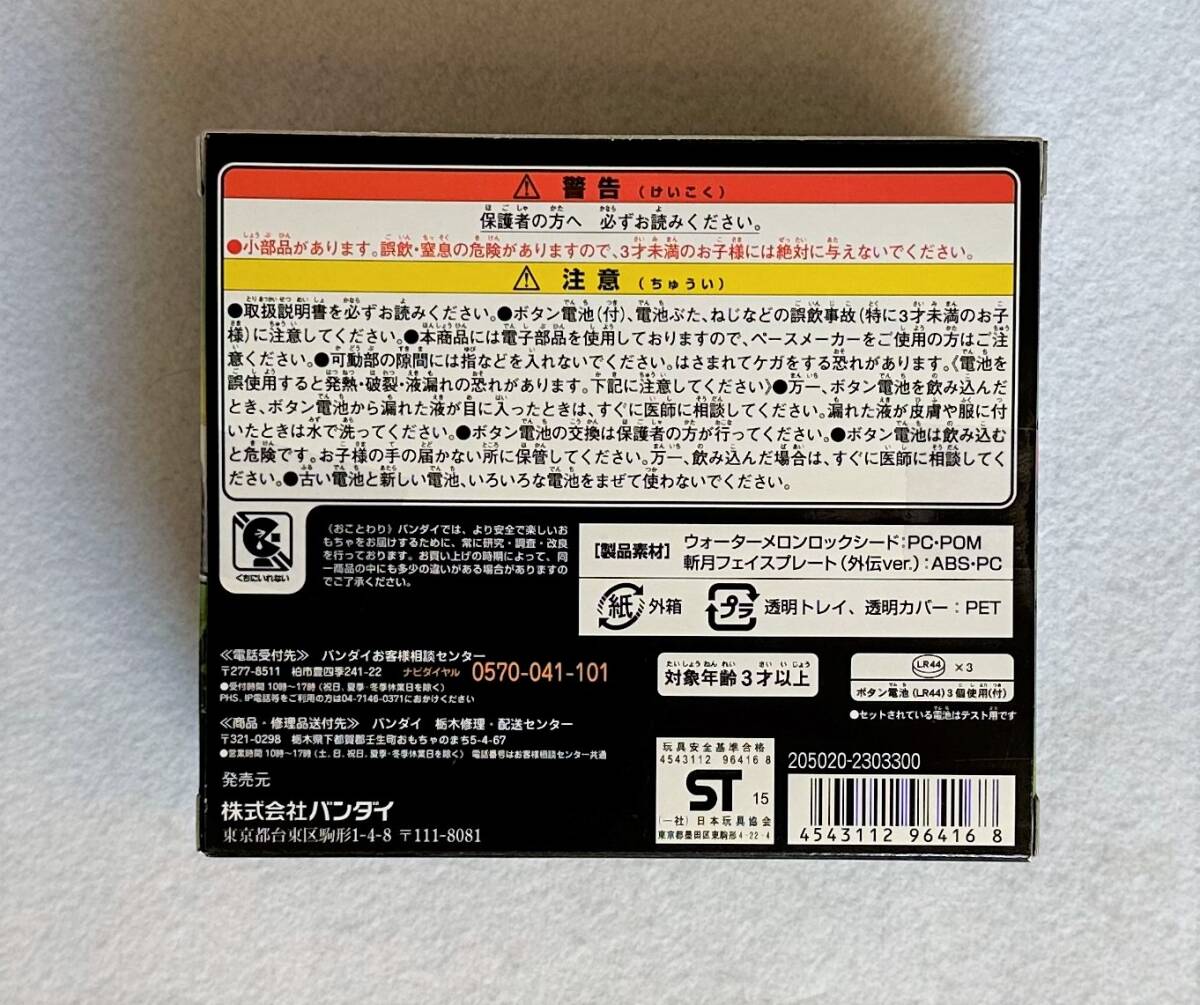 ⚠ 警告 (けいこく)
保護者の方へ 必ずお読みください。
●小部品があります。誤飲・窒息の危険がありますので、3才未満のお子様には絶対に与えないでください。
⚠ 注意 (ちゅうい)
●取扱説明書を必ずお読みください。●ボタン電池(付)、電池ぶた、ねじなどの誤飲事故(特に3才未満のお子
様)に注意してください。●本商品には電子部品を使用しておりますので、ペースメーカーをご使用の方はご注
意ください。●可動部の隙間には指などを入れないでください。はさまれてケガをする恐れがあります。《電池を
誤使用すると発熱・破裂・液漏れの恐れがあります。下記に注意してください》●万一、ボタン電池を飲み込んだ
とき、ボタン電池から漏れた液が目に入ったときは、すぐに医師に相談してください。漏れた液が皮膚や服に付
いたときは水で洗ってください。●ボタン電池の交換は保護者の方が行ってください。●ボタン電池は飲み込む
と危険です。お子様の手の届かない所に保管してください。万一、飲み込んだ場合は、すぐに医師に相談してく
ださい。●古い電池と新しい電池、いろいろな電池をまぜて使わないでください。
くちにいれない
《おことわり》バンダイでは、より安全で楽しいお
もちゃをお届けするために、常に研究・調査・改良
を行っております。お買い上げの時期によって、同
一商品の中にも多少の違いがある場合がありますの
でご了承ください。
【製品素材】 ウォーターメロンロックシード:PC・POM
斬月フェイスプレート(外伝ver.):ABS・PC
紙 外箱 プラ 透明トレイ、透明カバー:PET
≪電話受付先≫ バンダイお客様相談センター
〒277-8511 柏市豊四季241-22 ナビダイヤル 0570-041-101
●受付時間 10時~17時 (祝日、夏季・冬季休業日を除く)
PHS、IP電話等をご利用の方は04-7146-0371におかけください
≪商品・修理品送付先≫ バンダイ 栃木修理・配送センター
〒321-0298 栃木県下都賀郡壬生町おもちゃのまち5-4-67
●営業時間 10時~17時 (土、日、祝日、夏季・冬季休業日を除く) 電話番号はお客様相談センター共通
発売元
株式会社バンダイ
東京都台東区駒形1-4-8 〒111-8081
たいしょうねんれい さいいじょう
対象年齢3才以上
LR44 ×3
ボタン電池(LR44)3個使用(付)
●セットされている電池はテスト用です
玩具安全基準合格
4543112 96416 8
ST 15
(一社)日本玩具協会
東京都墨田区東駒形4-22-4
205020-2303300
4543112 964168